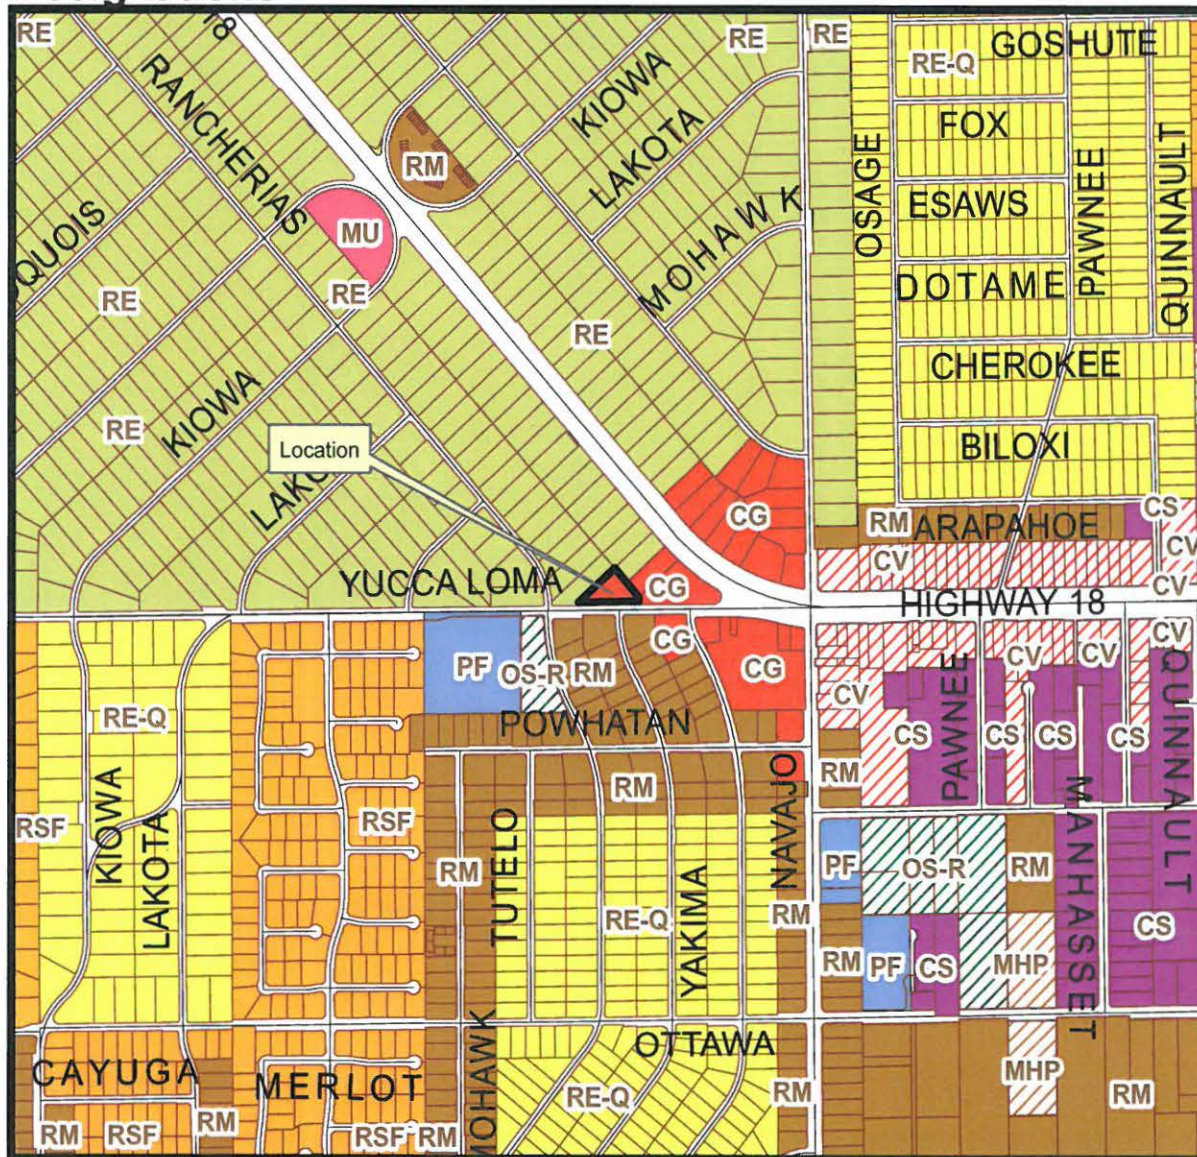 RE
18
RE
RE
GOSHUTE
RE-Q
RANCHERIAS
KIOWA
FOX
RM
LAKOTA
OSAGE
PAWNEE
QUINNAULT
MOHAWK
ESAWS
QUOIS
MU
DOTAME
RE
RE
RE
CHEROKEE
KIOWA
RE
Location
BILOXI
LAKO
CG
RM
ARAPAHOE
CS
CV
CV
YUCCA LOMA
CG
CV
HIGHWAY 18
PF
OS-R
RM
CG
CG
CV
CV
CV
CV
RE-Q
POWHATAN
CS
PAWNEE
CS
CS
CS
QUINNAULT
KIOWA
LAKOTA
RSF
RSF
RM
NAVAJO
RM
MANHASSET
RM
TUTELO
YAKIMA
PF
OS-R
RM
RE-Q
RM
RM
PF
CS
MHP
CS
MOHAWK
OTTAWA
CAYUGA
MERLOT
RE-Q
RM
MHP
RM
RM
RSF
RM
RSF
RM